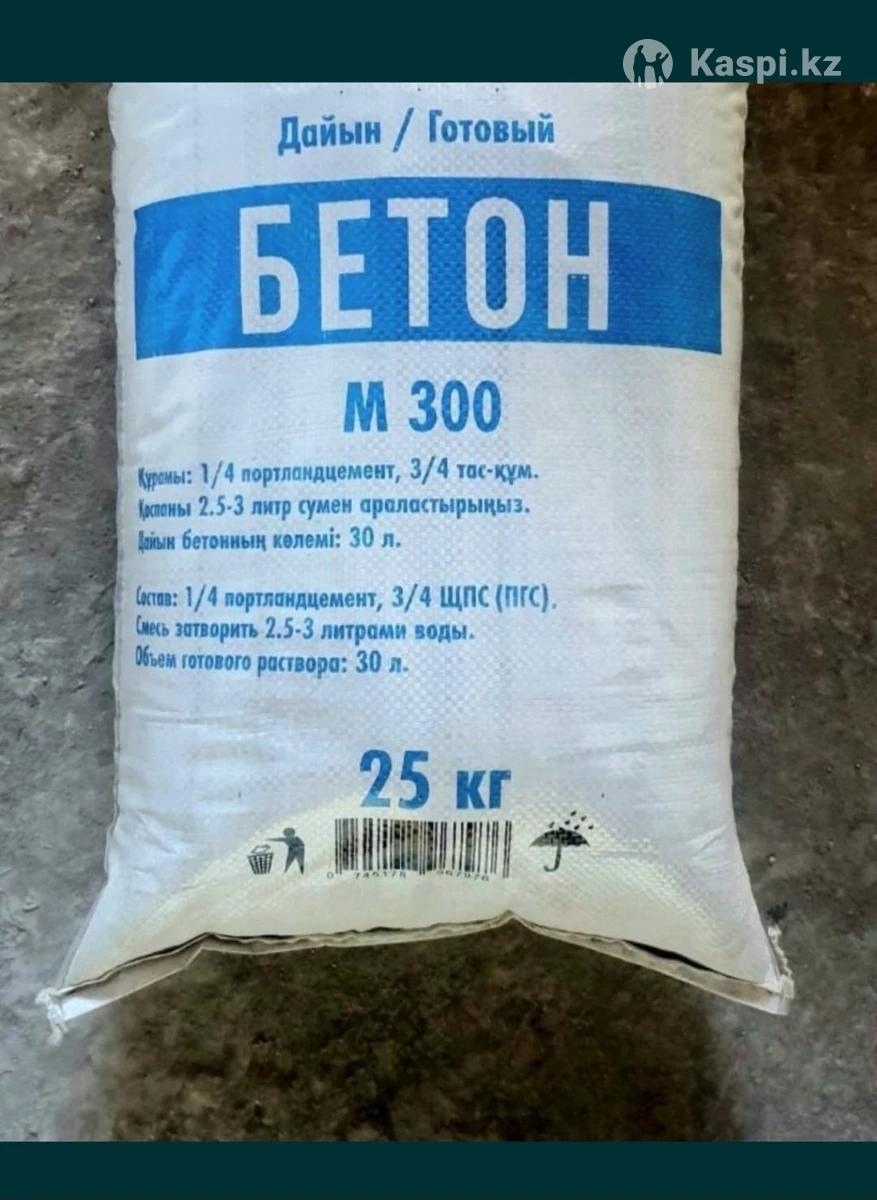 Kaspi.kz
Дайын / Готовый
БЕТОН
М 300
Құрамы: 1/4 портландцемент, 3/4 тас-құм.
Қоспаны 2.5-3 литр сумен араластырыңыз.
Дайын бетонның көлемі: 30 л.
Состав: 1/4 портландцемент, 3/4 ЩПС (ПГС).
Смесь затворить 2.5-3 литрами воды.
Объем готового раствора: 30 л.
25 кг